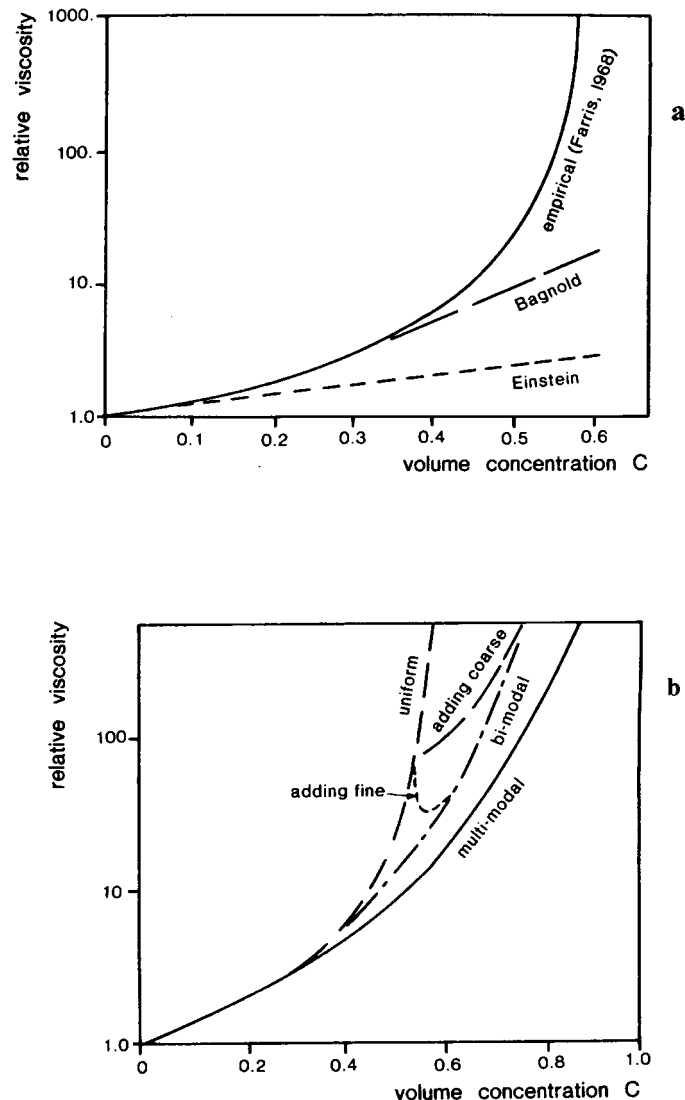 1000.
100.
10.
1.0
relative viscosity
empirical (Farris, 1968)
Bagnold
Einstein
0 0.1 0.2 0.3 0.4 0.5 0.6
volume concentration C
a
relative viscosity
100
10
1.0
uniform
adding coarse
bi-modal
adding fine
multi-modal
0 0.2 0.4 0.6 0.8 1.0
volume concentration C
b